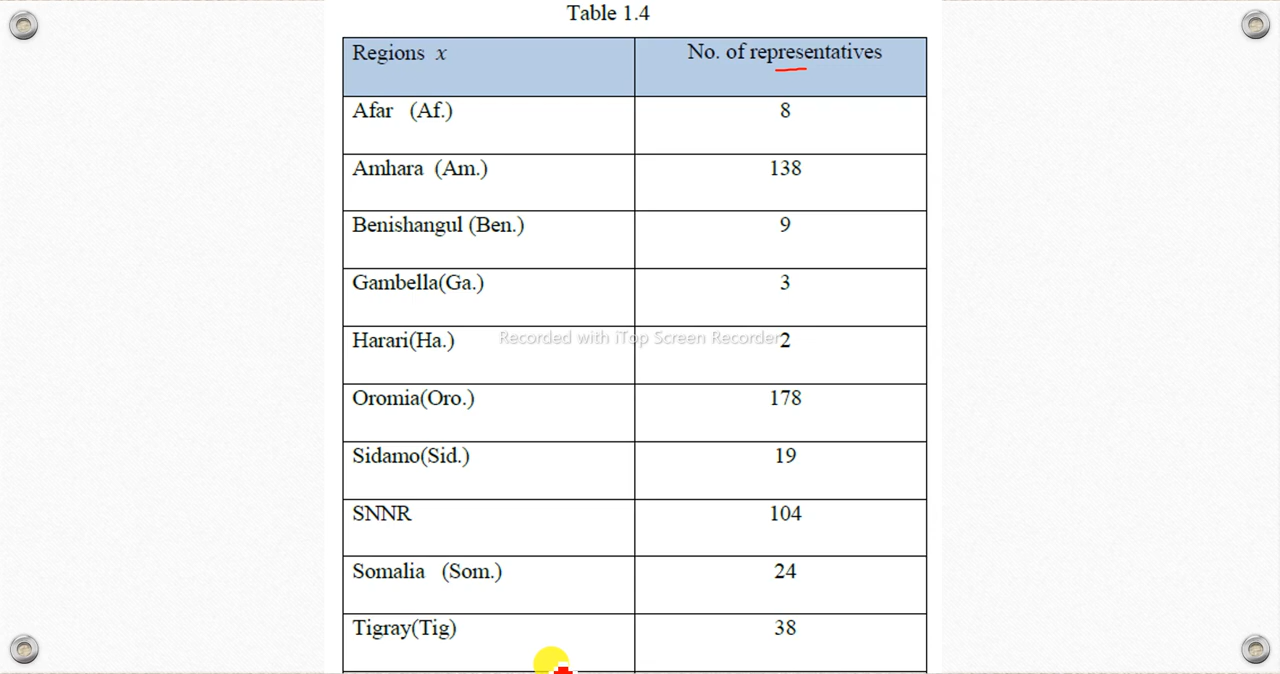 Table 1.4
Regions x No. of representatives
Afar (Af.) 8
Amhara (Am.) 138
Benishangul (Ben.) 9
Gambella(Ga.) 3
Harari(Ha.) 2
Recorded with iTop Screen Recorder
Oromia(Oro.) 178
Sidamo(Sid.) 19
SNNR 104
Somalia (Som.) 24
Tigray(Tig) 38